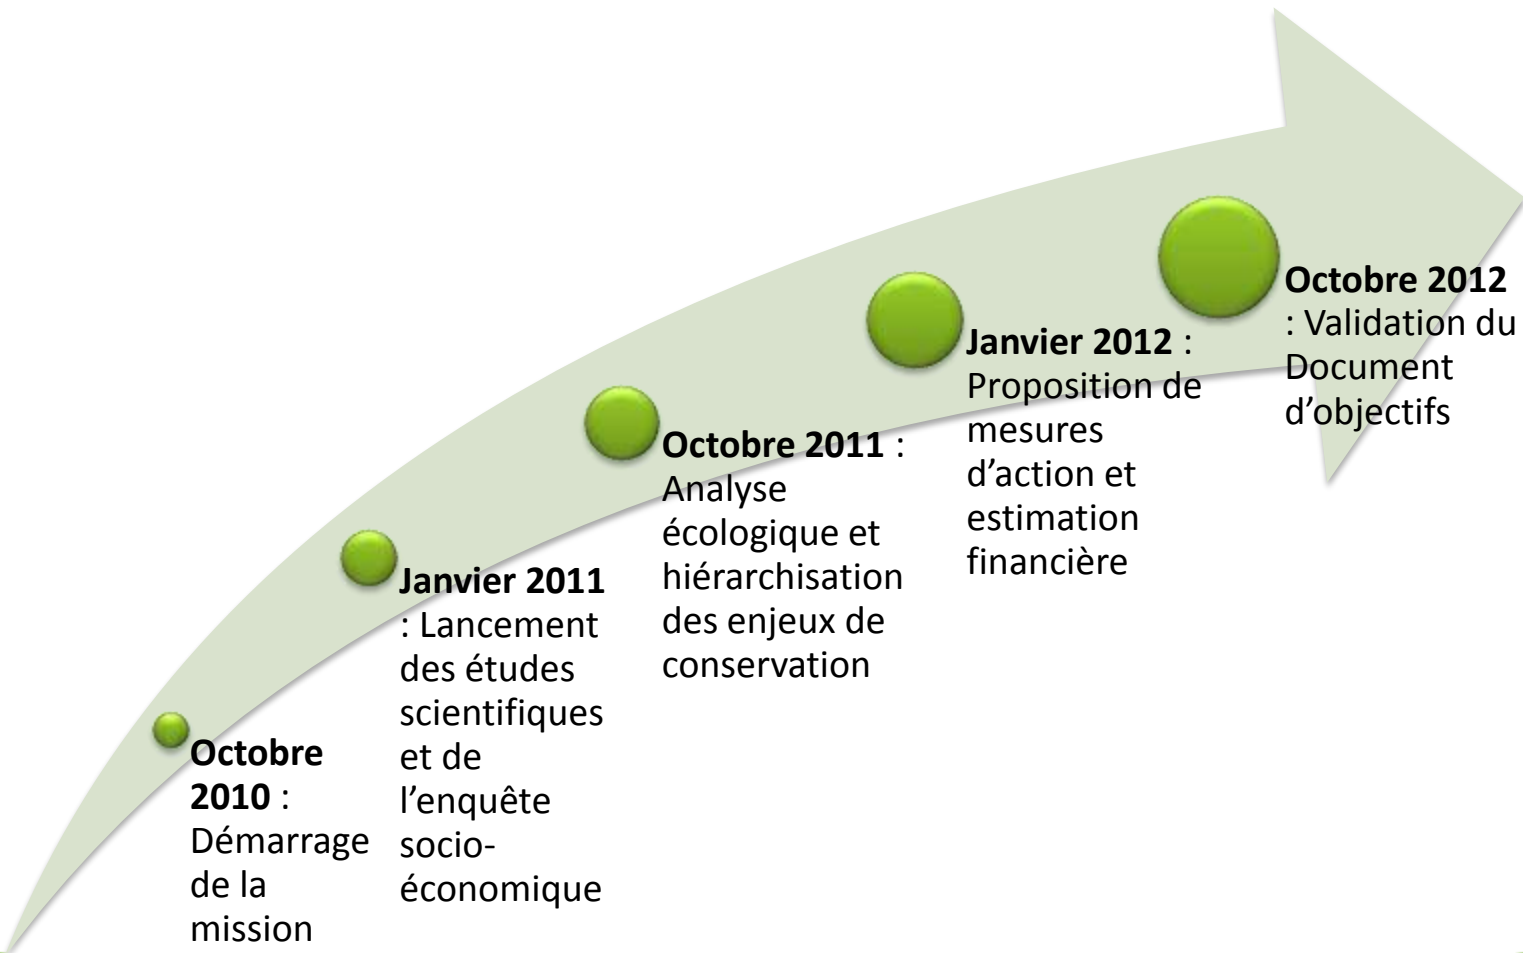 Octobre
2010 :
Démarrage
de la
mission
Janvier 2011
: Lancement
des études
scientifiques
et de
l’enquête
socio-
économique
Octobre 2011 :
Analyse
écologique et
hiérarchisation
des enjeux de
conservation
Janvier 2012 :
Proposition de
mesures
d’action et
estimation
financière
Octobre 2012
: Validation du
Document
d’objectifs